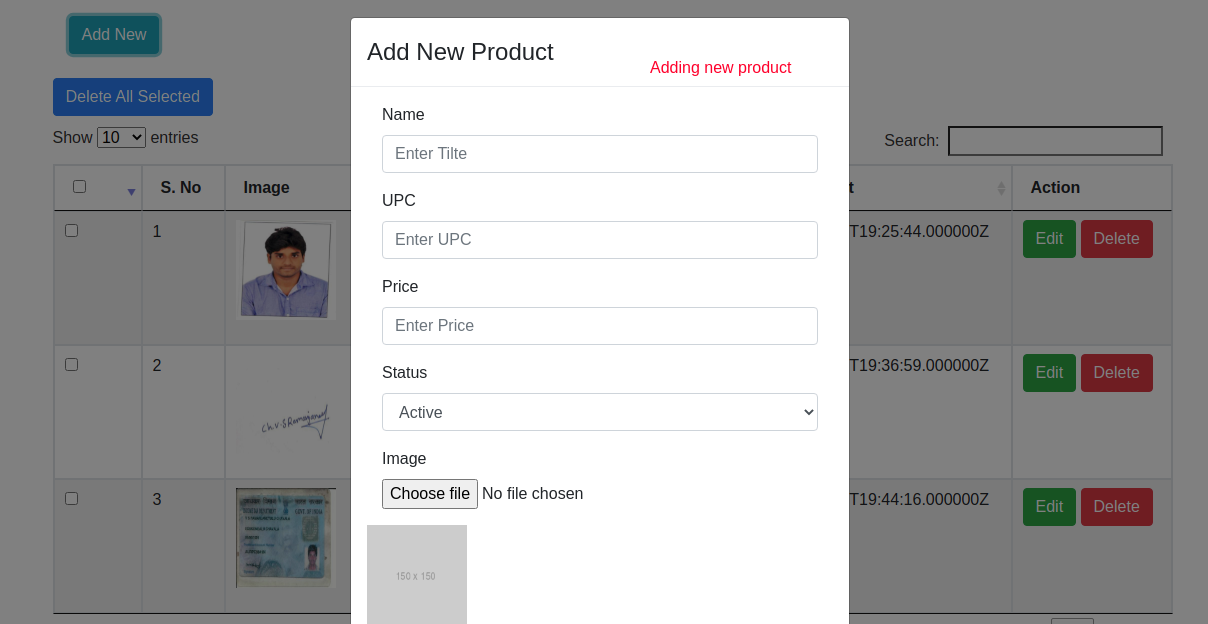 Add New
Add New Product
Adding new product
Delete All Selected
Show 10 entries
Search:
S. No
Image
t
Action
Name
Enter Tilte
UPC
Enter UPC
Price
Enter Price
Status
Active
Image
Choose file No file chosen
150 x 150
1
T19:25:44.000000Z
Edit Delete
2
T19:36:59.000000Z
Edit Delete
3
GOVT. OF INDIA
T19:44:16.000000Z
Edit Delete